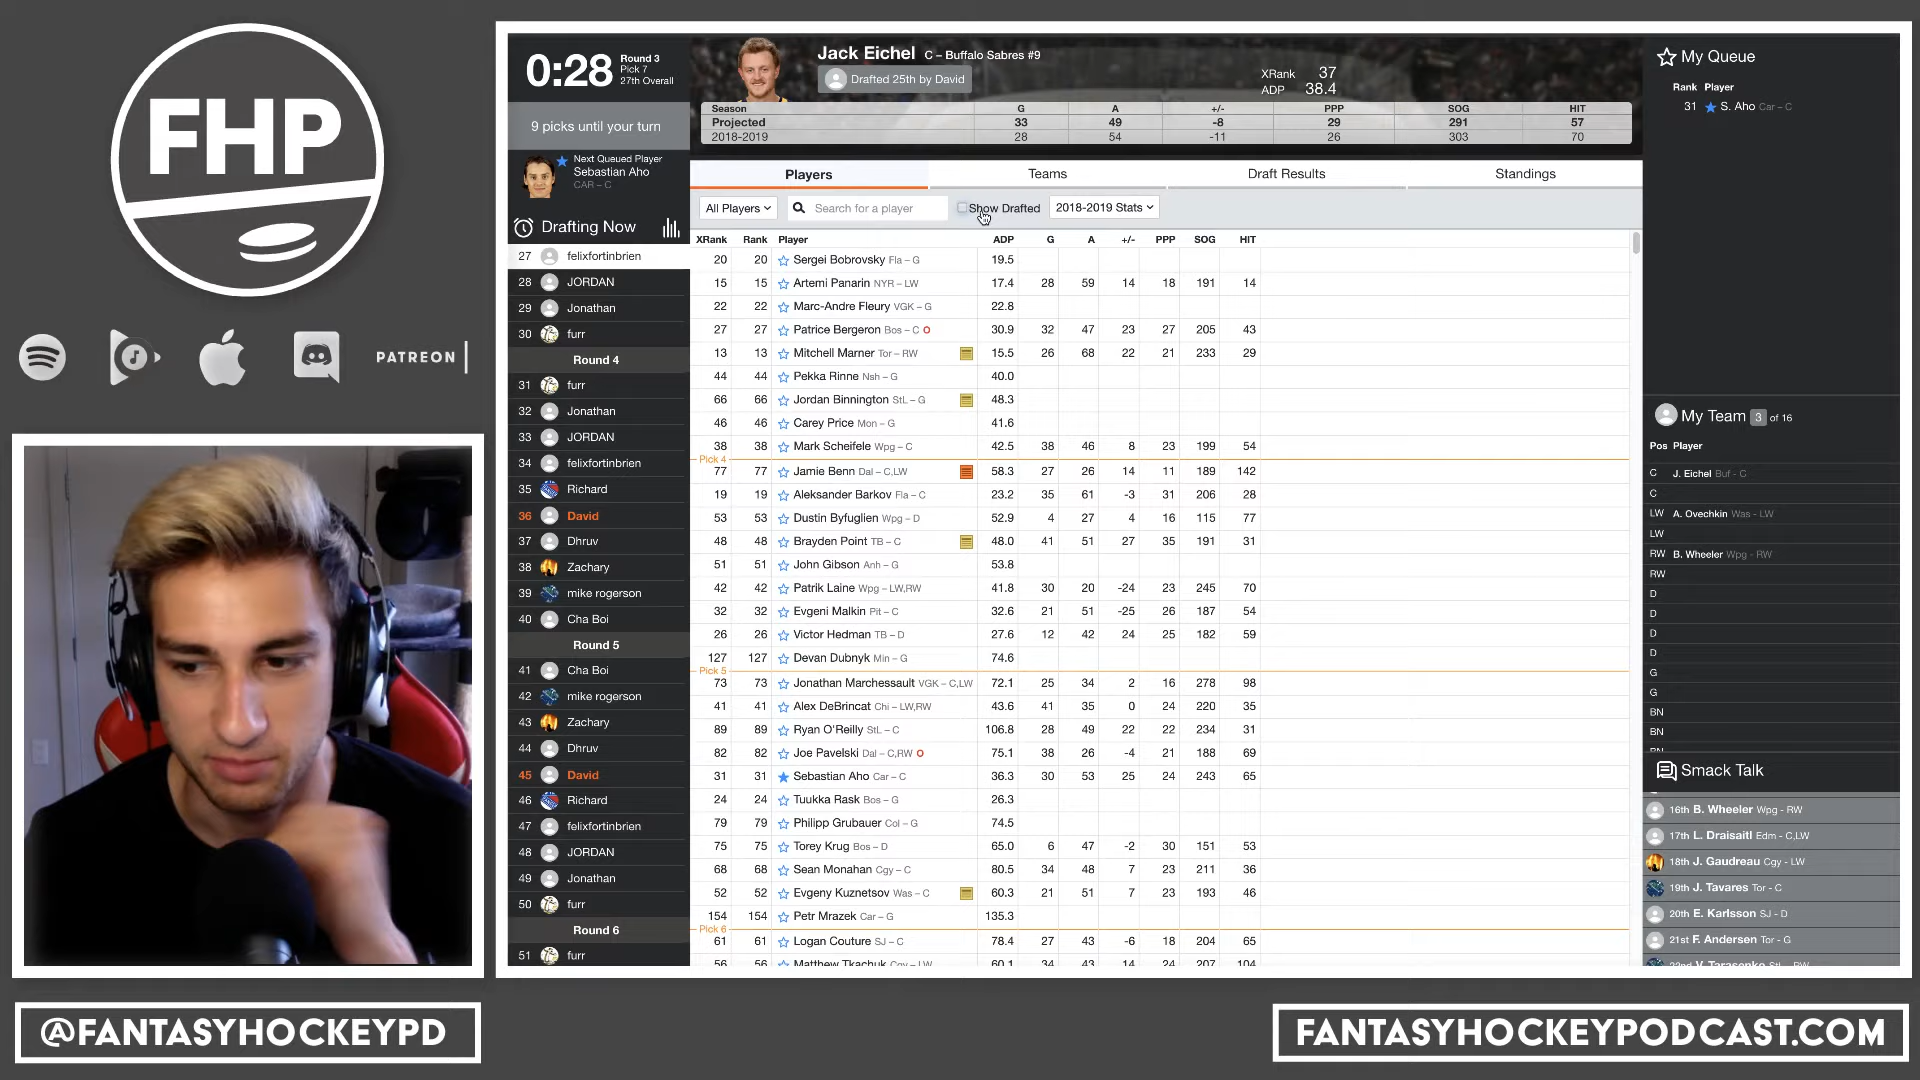 FHP
PATREON
@FANTASYHOCKEYPD
FANTASYHOCKEYPODCAST.COM
0:28
Round 3
Pick 7
27th Overall
9 picks until your turn
Next Queued Player
Sebastian Aho
CAR – C
Drafting Now
27 felixfortinbrien
28 JORDAN
29 Jonathan
30 furr
Round 4
31 furr
32 Jonathan
33 JORDAN
34 felixfortinbrien
35 Richard
36 David
37 Dhruv
38 Zachary
39 mike rogerson
40 Cha Boi
Round 5
41 Cha Boi
42 mike rogerson
43 Zachary
44 Dhruv
45 David
46 Richard
47 felixfortinbrien
48 JORDAN
49 Jonathan
50 furr
Round 6
51 furr
Jack Eichel C – Buffalo Sabres #9
Drafted 25th by David
XRank 37
ADP 38.4
Season G A +/- PPP SOG HIT
Projected 33 49 -8 29 291 57
2018-2019 28 54 -11 26 303 70
Players Teams Draft Results Standings
All Players Search for a player Show Drafted 2018-2019 Stats
XRank Rank Player ADP G A +/- PPP SOG HIT
20 20 Sergei Bobrovsky Fla – G 19.5
15 15 Artemi Panarin NYR – LW 17.4 28 59 14 18 191 14
22 22 Marc-Andre Fleury VGK – G 22.8
27 27 Patrice Bergeron Bos – C O 30.9 32 47 23 27 205 43
13 13 Mitchell Marner Tor – RW 15.5 26 68 22 21 233 29
44 44 Pekka Rinne Nsh – G 40.0
66 66 Jordan Binnington StL – G 48.3
46 46 Carey Price Mon – G 41.6
38 38 Mark Scheifele Wpg – C 42.5 38 46 8 23 199 54
Pick 4
77 77 Jamie Benn Dal – C,LW 58.3 27 26 14 11 189 142
19 19 Aleksander Barkov Fla – C 23.2 35 61 -3 31 206 28
53 53 Dustin Byfuglien Wpg – D 52.9 4 27 4 16 115 77
48 48 Brayden Point TB – C 48.0 41 51 27 35 191 31
51 51 John Gibson Anh – G 53.8
42 42 Patrik Laine Wpg – LW,RW 41.8 30 20 -24 23 245 70
32 32 Evgeni Malkin Pit – C 32.6 21 51 -25 26 187 54
26 26 Victor Hedman TB – D 27.6 12 42 24 25 182 59
127 127 Devan Dubnyk Min – G 74.6
Pick 5
73 73 Jonathan Marchessault VGK – C,LW 72.1 25 34 2 16 278 98
41 41 Alex DeBrincat Chi – LW,RW 43.6 41 35 0 24 220 35
89 89 Ryan O'Reilly StL – C 106.8 28 49 22 22 234 31
82 82 Joe Pavelski Dal – C,RW O 75.1 38 26 -4 21 188 69
31 31 Sebastian Aho Car – C 36.3 30 53 25 24 243 65
24 24 Tuukka Rask Bos – G 26.3
79 79 Philipp Grubauer Col – G 74.5
75 75 Torey Krug Bos – D 65.0 6 47 -2 30 151 53
68 68 Sean Monahan Cgy – C 80.5 34 48 7 23 211 36
52 52 Evgeny Kuznetsov Was – C 60.3 21 51 7 23 193 46
154 154 Petr Mrazek Car – G 135.3
Pick 6
61 61 Logan Couture SJ – C 78.4 27 43 -6 18 204 65
56 56 Matthew Tkachuk Cgy – LW 60.1 34 43 14 24 207 104
My Queue
Rank Player
31 S. Aho Car – C
My Team 3 of 16
Pos Player
C J. Eichel Buf - C
C
LW A. Ovechkin Was - LW
LW
RW B. Wheeler Wpg - RW
RW
D
D
D
D
G
G
BN
BN
BN
Smack Talk
16th B. Wheeler Wpg - RW
17th L. Draisaitl Edm - C,LW
18th J. Gaudreau Cgy - LW
19th J. Tavares Tor - C
20th E. Karlsson SJ - D
21st F. Andersen Tor - G
22nd V. Tarasenko StL - RW